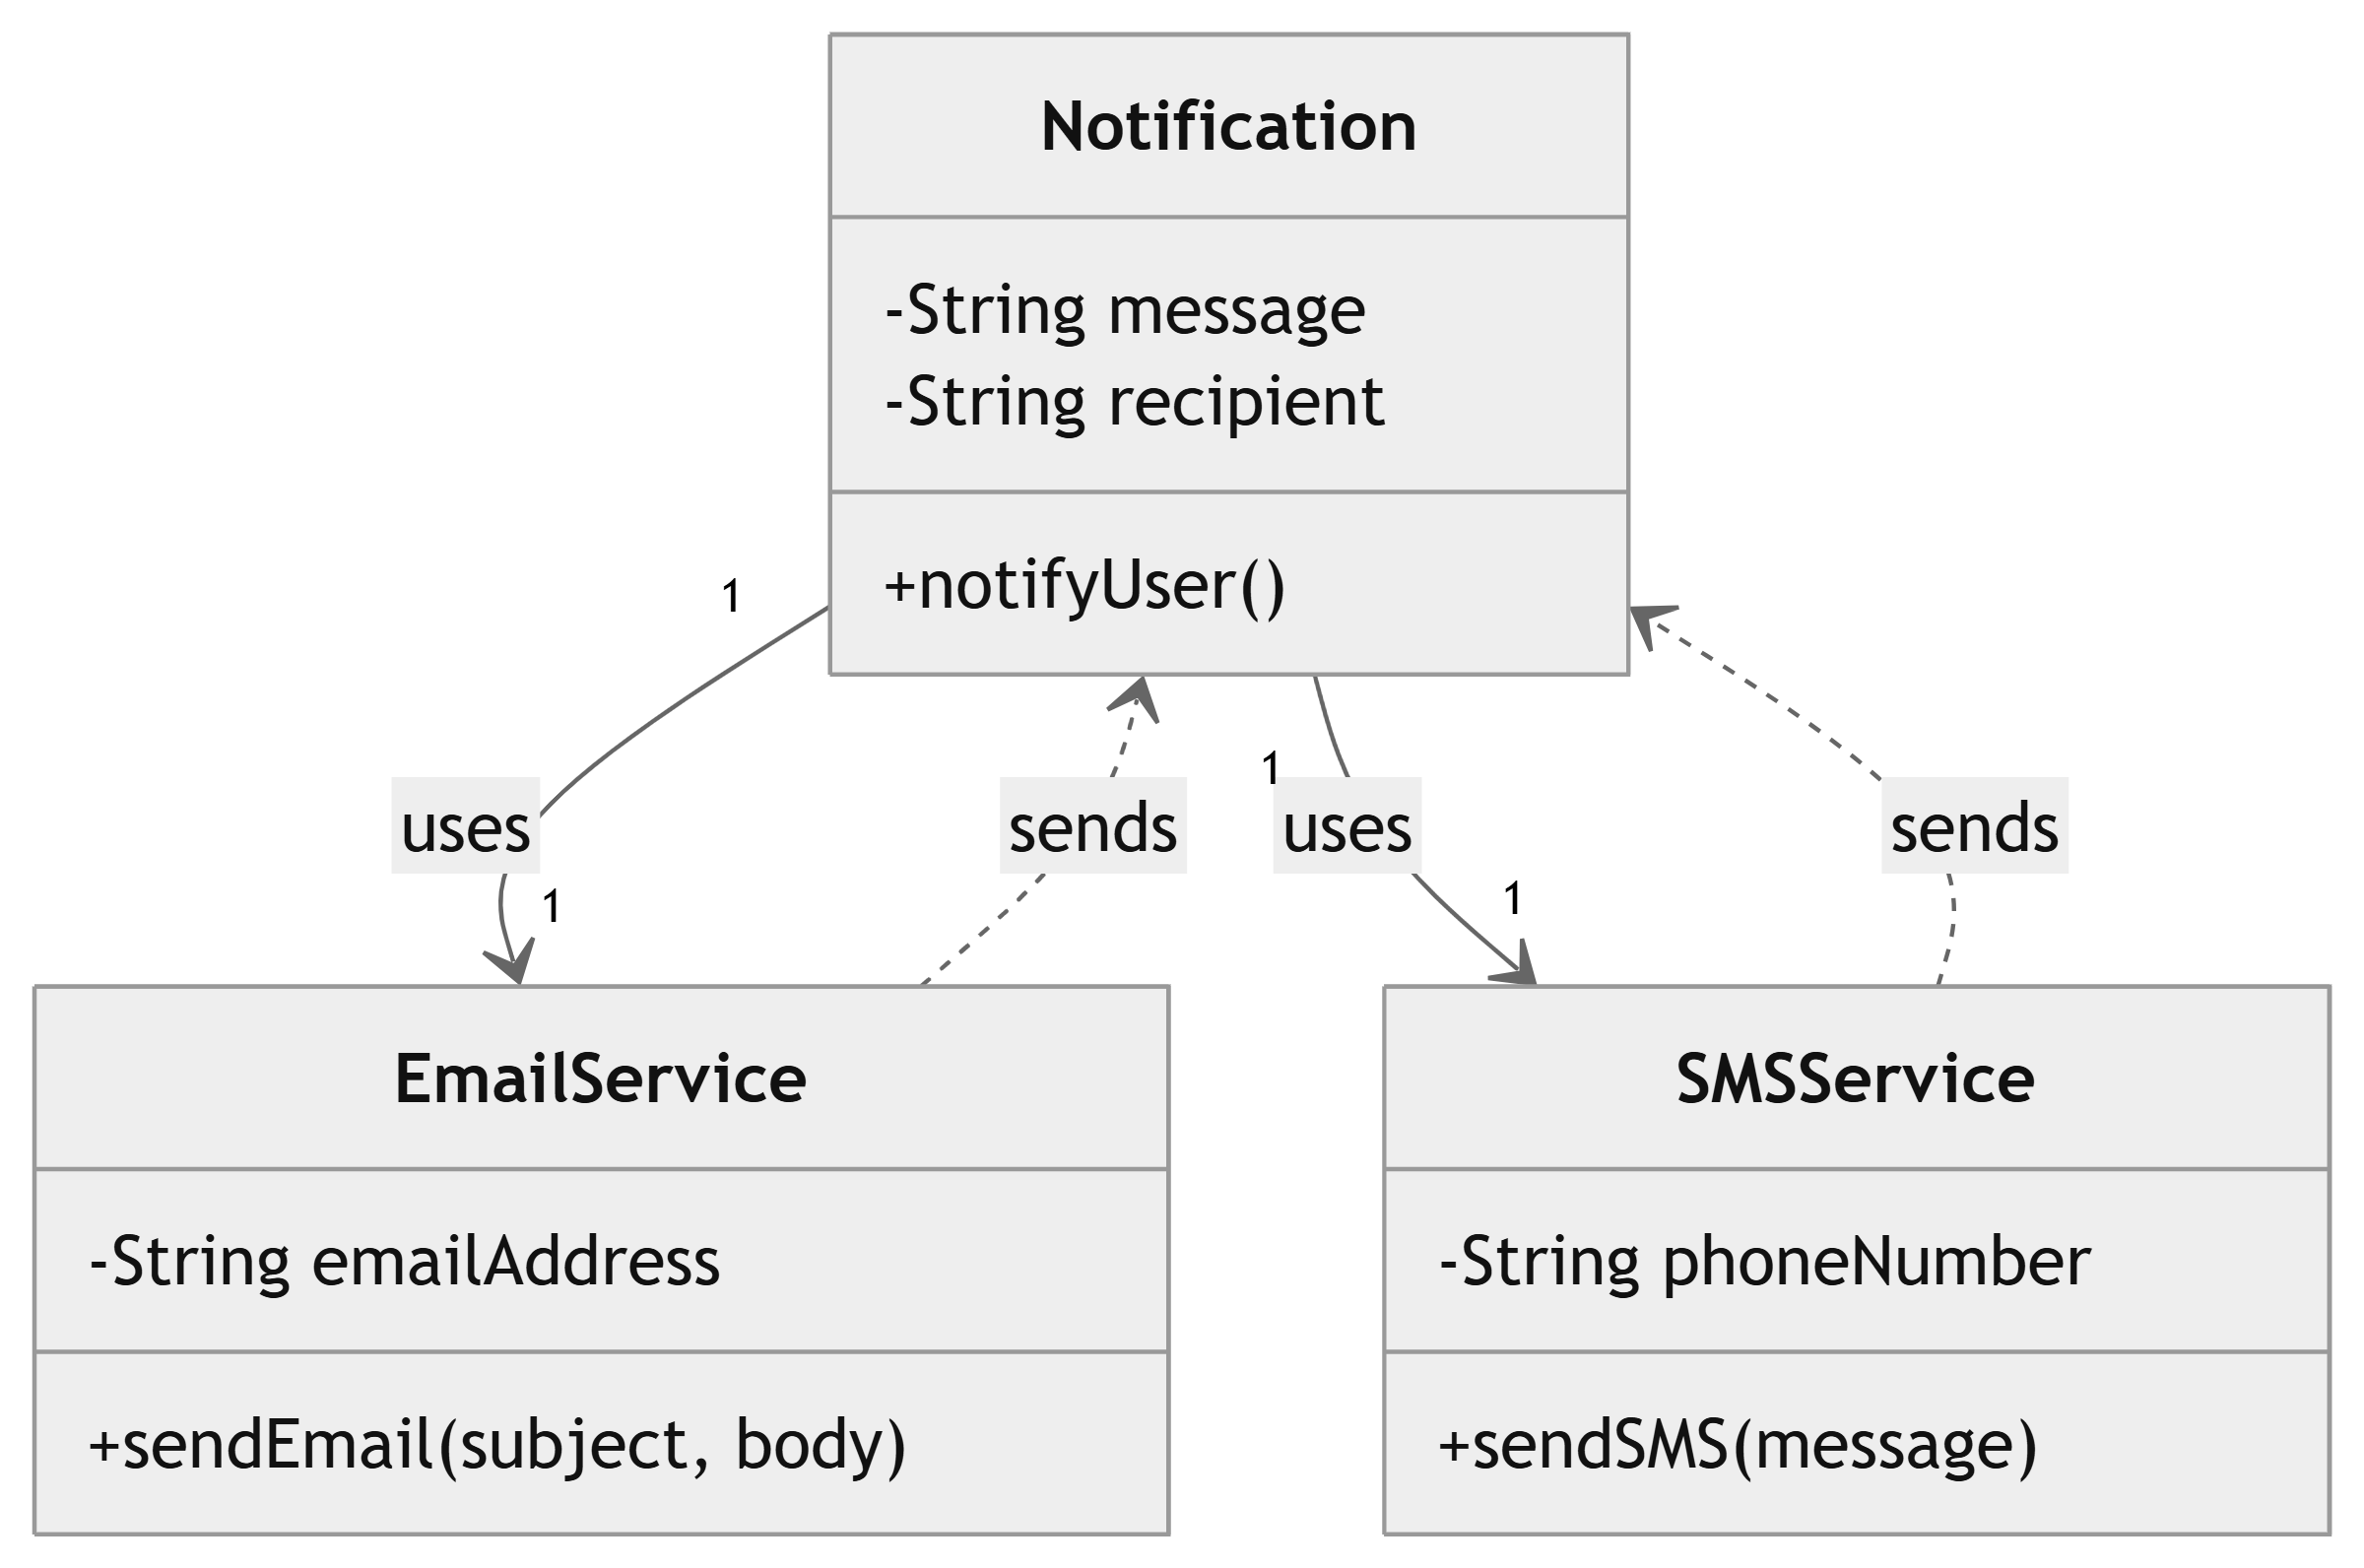 Notification
-String message
-String recipient
+notifyUser()
1
1
uses
sends
uses
sends
1
1
EmailService
-String emailAddress
+sendEmail(subject, body)
SMSService
-String phoneNumber
+sendSMS(message)